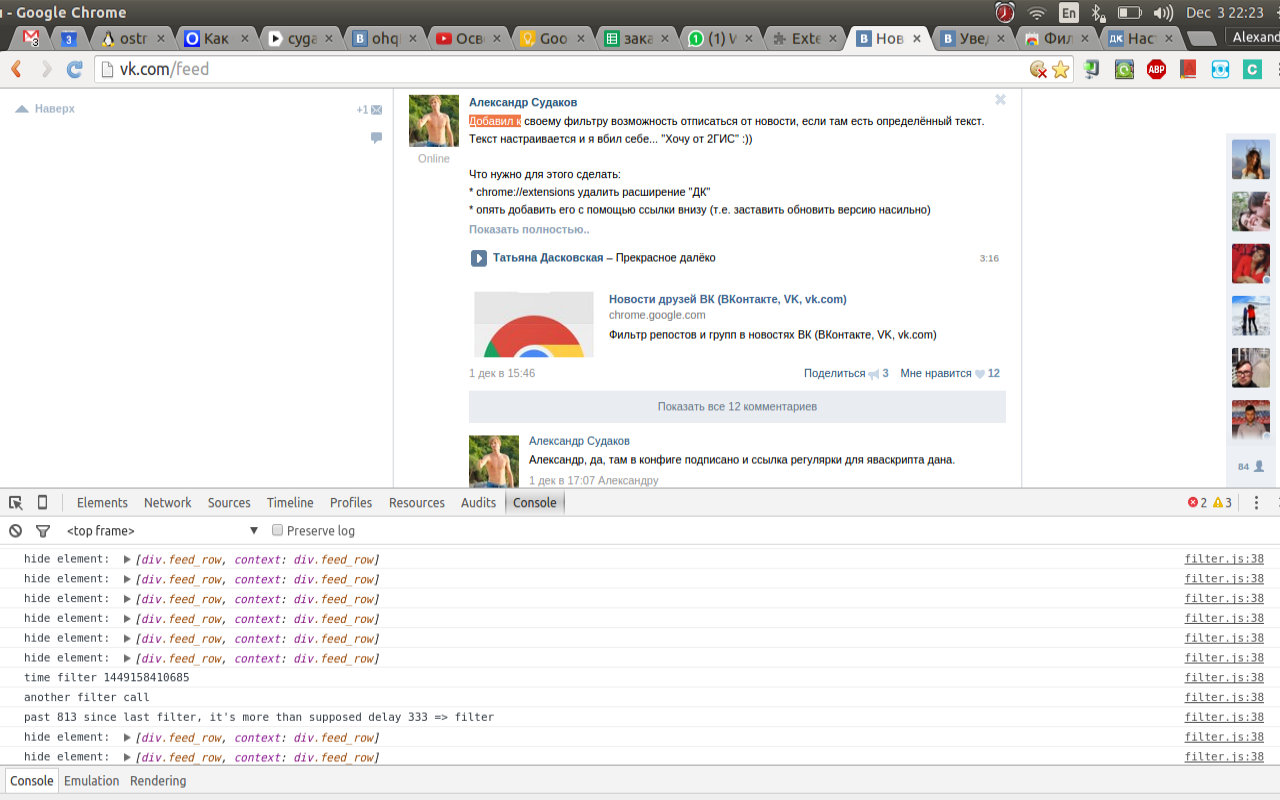 - Google Chrome
En
Dec 3 22:23
3
3
ostr
Как
суда
ohq
Осв
Goo
зака
1
(1) W
Exte
Нов
Увед
Фил
ДК
Нас
Alexand
vk.com/feed
ABP
C
Наверх
+1
Александр Судаков
Добавил к своему фильтру возможность отписаться от новости, если там есть определённый текст.
Текст настраивается и я вбил себе... "Хочу от 2ГИС" :))
Online
Что нужно для этого сделать:
* chrome://extensions удалить расширение "ДК"
* опять добавить его с помощью ссылки внизу (т.е. заставить обновить версию насильно)
Показать полностью..
Татьяна Дасковская – Прекрасное далёко
3:16
Новости друзей ВК (ВКонтакте, VK, vk.com)
chrome.google.com
Фильтр репостов и групп в новостях ВК (ВКонтакте, VK, vk.com)
1 дек в 15:46
Поделиться 3
Мне нравится 12
Показать все 12 комментариев
Александр Судаков
Александр, да, там в конфиге подписано и ссылка регулярки для яваскрипта дана.
1 дек в 17:07 Александру
84
Elements Network Sources Timeline Profiles Resources Audits Console
2 3
<top frame> ▼ Preserve log
hide element: ▶ [div.feed_row, context: div.feed_row] filter.js:38
hide element: ▶ [div.feed_row, context: div.feed_row] filter.js:38
hide element: ▶ [div.feed_row, context: div.feed_row] filter.js:38
hide element: ▶ [div.feed_row, context: div.feed_row] filter.js:38
hide element: ▶ [div.feed_row, context: div.feed_row] filter.js:38
hide element: ▶ [div.feed_row, context: div.feed_row] filter.js:38
time filter 1449158410685 filter.js:38
another filter call filter.js:38
past 813 since last filter, it's more than supposed delay 333 => filter filter.js:38
hide element: ▶ [div.feed_row, context: div.feed_row] filter.js:38
hide element: ▶ [div.feed_row, context: div.feed_row] filter.js:38
Console Emulation Rendering